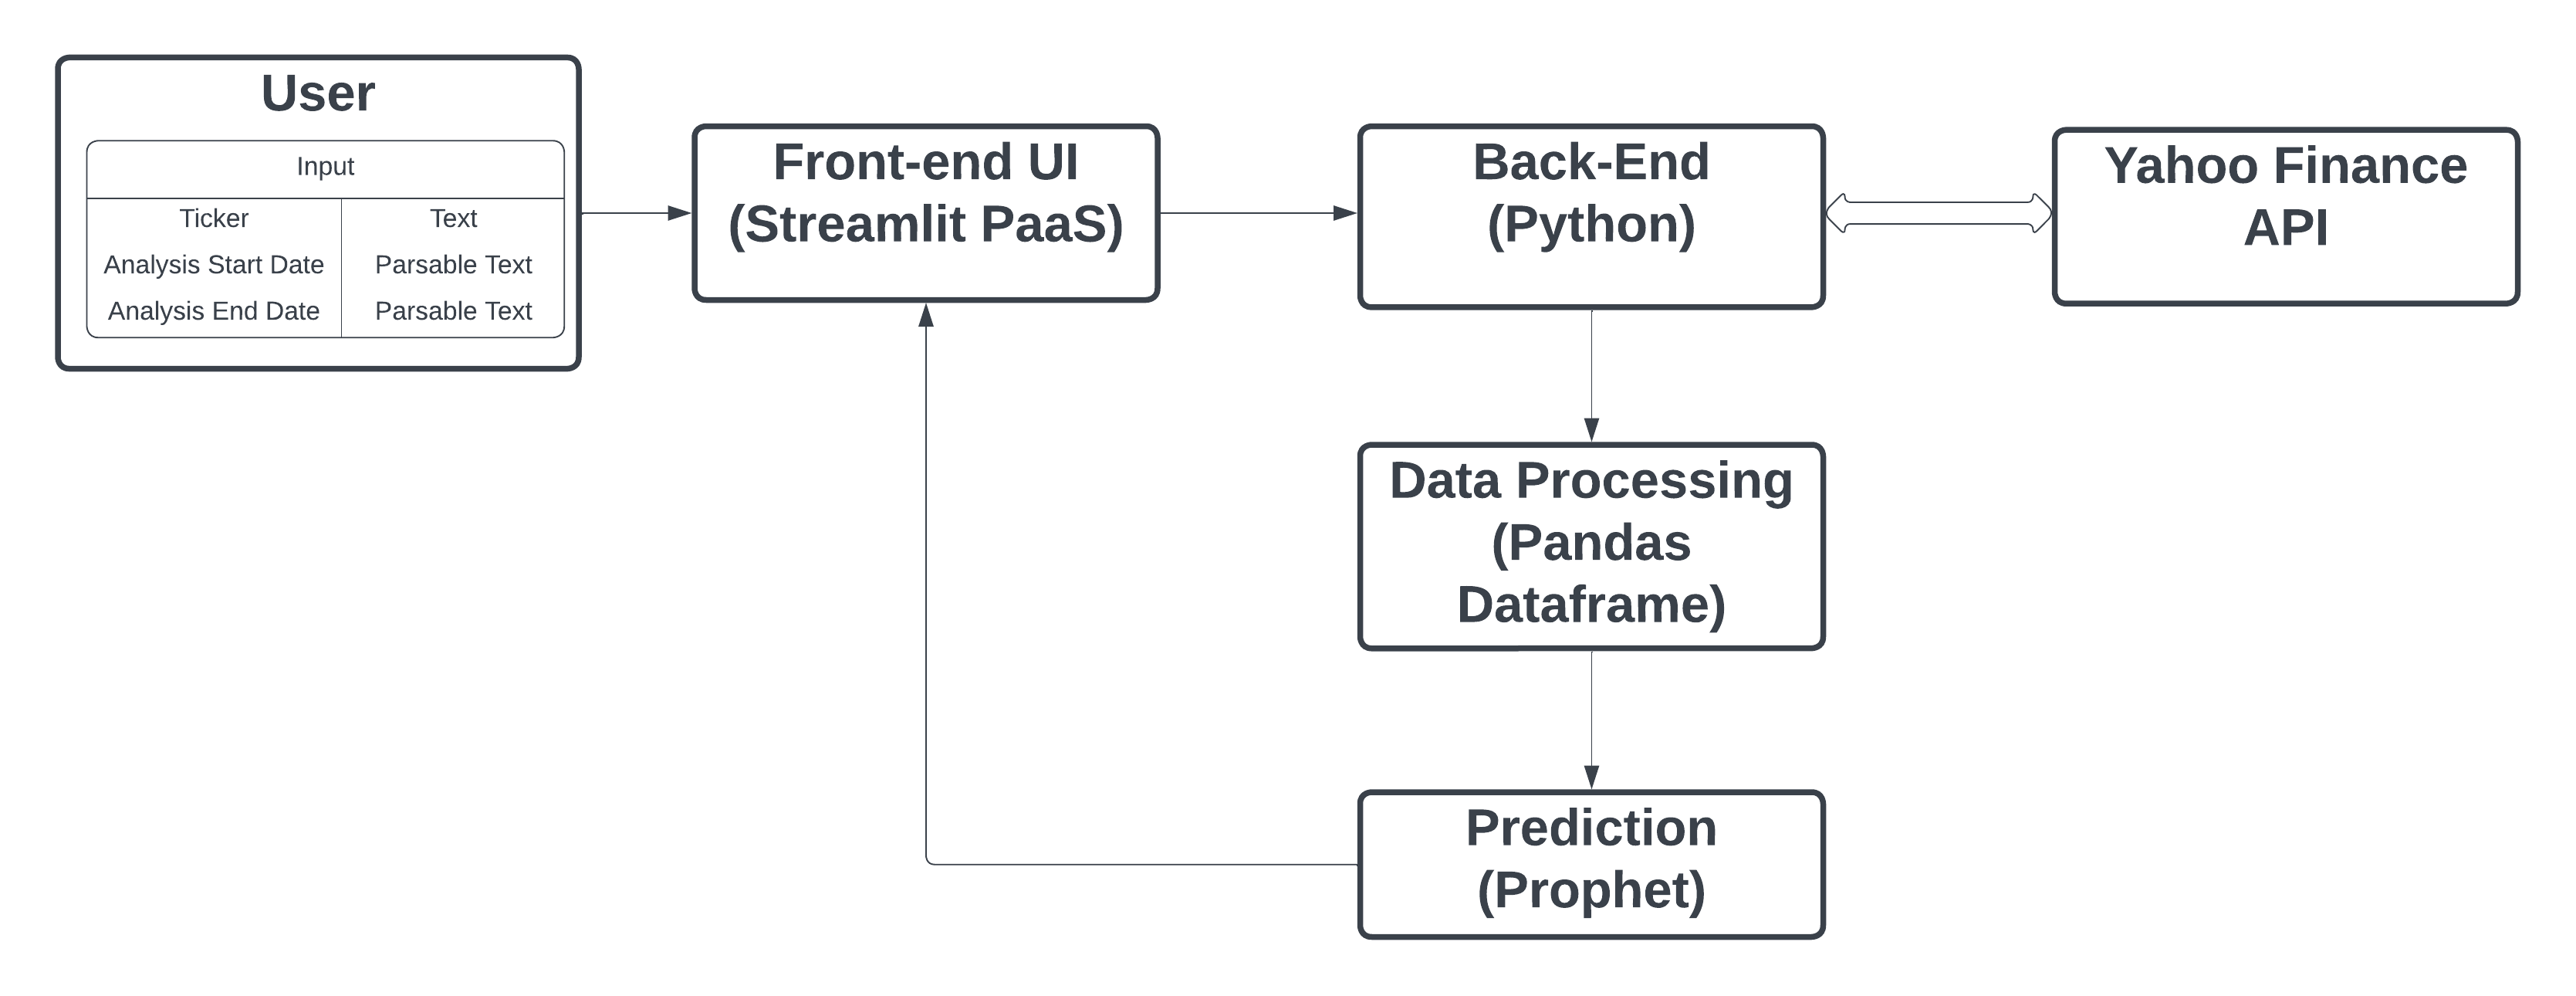 User
Input
Ticker
Text
Analysis Start Date
Parsable Text
Analysis End Date
Parsable Text
Front-end UI
(Streamlit PaaS)
Back-End
(Python)
Yahoo Finance
API
Data Processing
(Pandas
Dataframe)
Prediction
(Prophet)